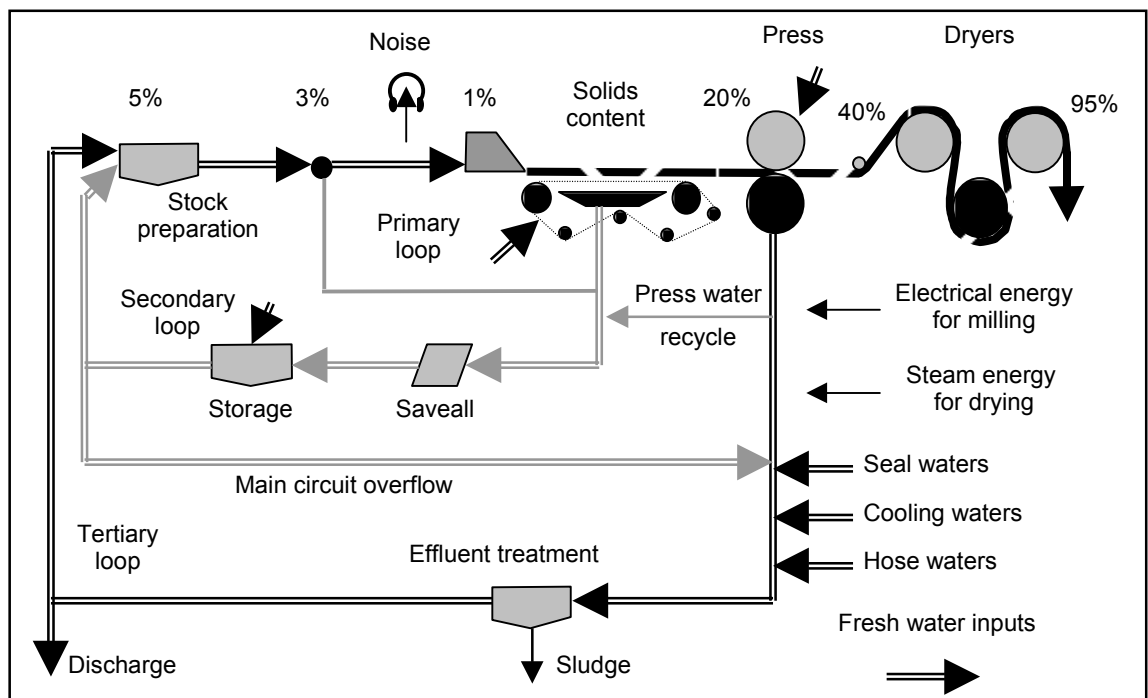 Noise
Press
Dryers
5%
3%
1%
Solids
content
20%
40%
95%
Stock
preparation
Primary
loop
Secondary
loop
Press water
recycle
Electrical energy
for milling
Storage
Saveall
Steam energy
for drying
Main circuit overflow
Seal waters
Cooling waters
Tertiary
loop
Effluent treatment
Hose waters
Fresh water inputs
Discharge
Sludge